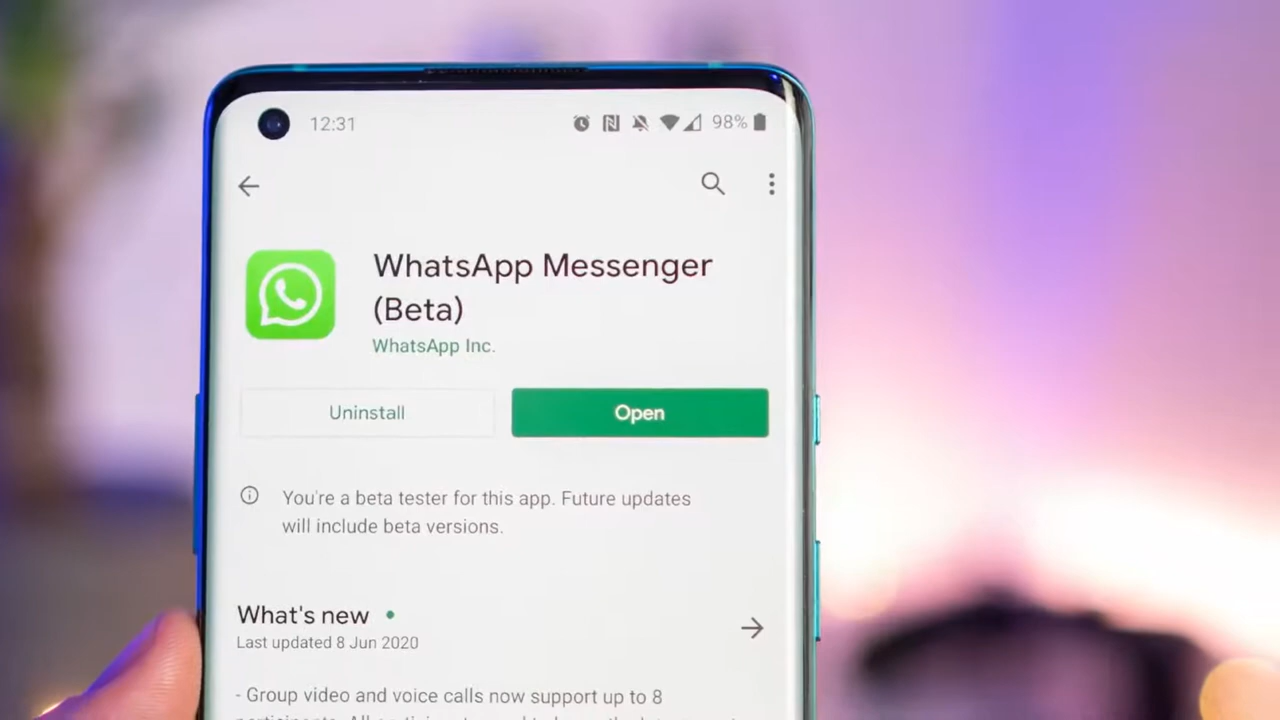 12:31
98%
WhatsApp Messenger
(Beta)
WhatsApp Inc.
Uninstall
Open
You're a beta tester for this app. Future updates
will include beta versions.
What's new
Last updated 8 Jun 2020
- Group video and voice calls now support up to 8